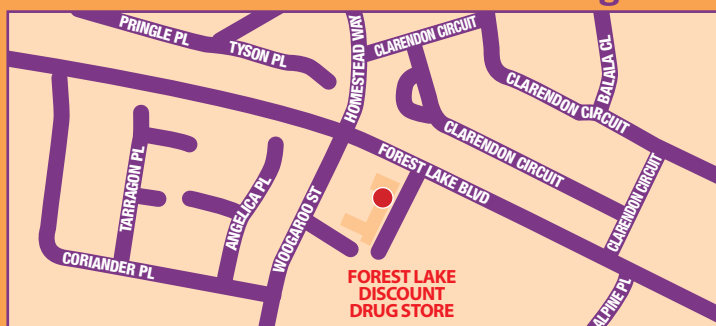 PRINGLE PL
TYSON PL
HOMESTEAD WAY
CLARENDON CIRCUIT
CLARENDON CIRCUIT
BALALA CL
CLARENDON CIRCUIT
FOREST LAKE BLVD
CLARENDON CIRCUIT
TARRAGON PL
ANGELICA PL
WOOGAROO ST
CORIANDER PL
ALPINE PL
FOREST LAKE
DISCOUNT
DRUG STORE